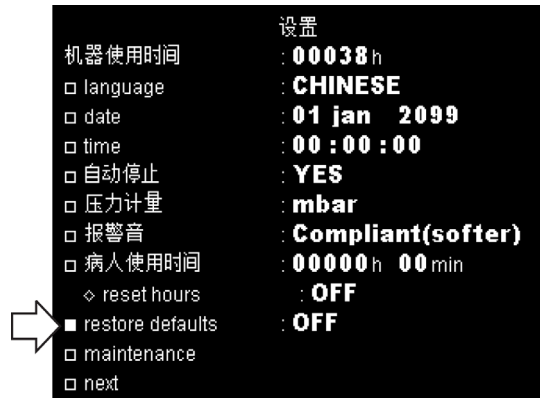 设置
机器使用时间 : 00038 h
language : CHINESE
date : 01 jan 2099
time : 00 : 00 : 00
自动停止 : YES
压力计量 : mbar
报警音 : Compliant(softer)
病人使用时间 : 00000 h 00 min
reset hours : OFF
restore defaults : OFF
maintenance
next